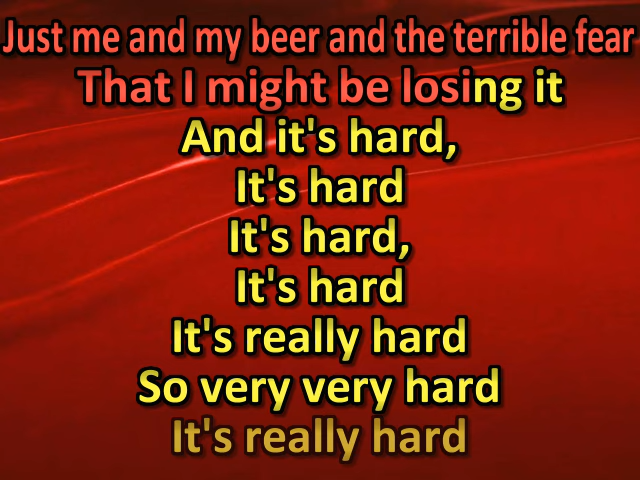 Just me and my beer and the terrible fear
That I might be losing it
And it's hard,
It's hard
It's hard,
It's hard
It's really hard
So very very hard
It's really hard